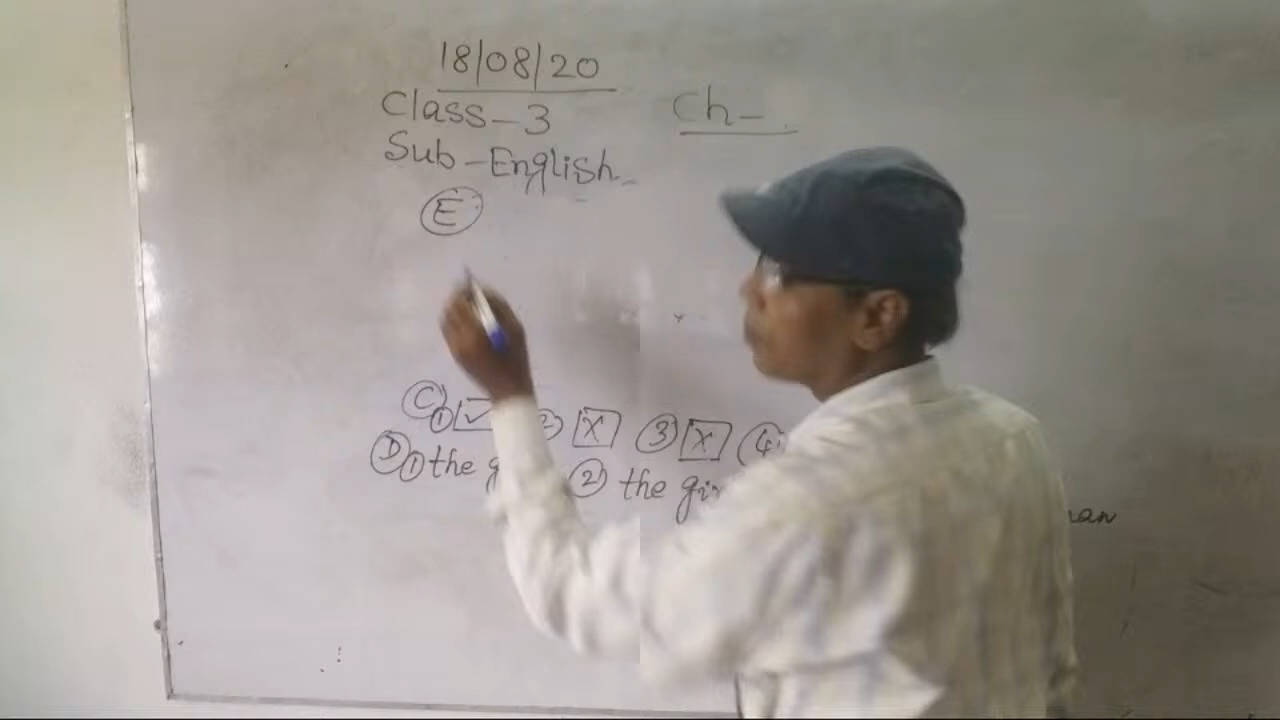 18/08/20
Class-3 Ch-
Sub-English
E
C 1 ✓ 2 X 3 X 4
D 1 the 2 the